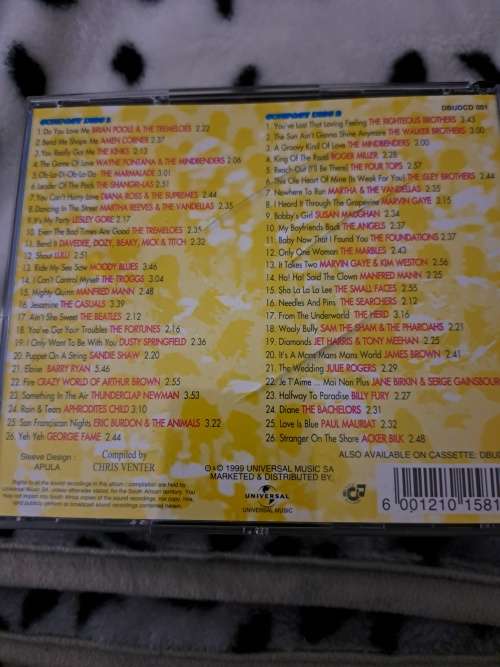 DBUDCD 001
COMPACT DISC 1
1. Do You Love Me BRIAN POOLE & THE TREMELOES 2.22
2. Bend Me Shape Me AMEN CORNER 2.37
3. You Really Got Me THE KINKS 2.13
4. The Game Of Love WAYNE FONTANA & THE MINDBENDERS 2.06
5. Ob-La-Di-Ob-La-Da THE MARMALADE 3.01
6. Leader Of The Pack THE SHANGRI-LAS 2.51
7. You Can't Hurry Love DIANA ROSS & THE SUPREMES 2.44
8. Dancing In The Street MARTHA REEVES & THE VANDELLAS 2.35
9. It's My Party LESLEY GORE 2.17
10. Even The Bad Times Are Good THE TREMELOES 2.35
11. Bend It DAVEDEE, DOZY, BEAKY, MICK & TITCH 2.32
12. Shout LULU 2.51
13. Ride My See Saw MOODY BLUES 3.46
14. I Can't Control Myself THE TROGGS 3.04
15. Mighty Quinn MANFRED MANN 2.48
16. Jesamine THE CASUALS 3.39
17. Ain't She Sweet THE BEATLES 2.12
18. You've Got Your Troubles THE FORTUNES 2.16
19. I Only Want To Be With You DUSTY SPRINGFIELD 2.36
20. Puppet On A String SANDIE SHAW 2.20
21. Eloise BARRY RYAN 5.46
22. Fire CRAZY WORLD OF ARTHUR BROWN 2:55
23. Something In The Air THUNDERCLAP NEWMAN 3.53
24. Rain & Tears APHRODITES CHILD 3.10
25. San Franciscan Nights ERIC BURDON & THE ANIMALS 3.22
26. Yeh Yeh GEORGIE FAME 2.44
COMPACT DISC 2
1. You've Lost That Loving Feeling THE RIGHTEOUS BROTHERS 3.43
2. The Sun Ain't Gonna Shine Anymore THE WALKER BROTHERS 3.00
3. A Groovy Kind Of Love THE MINDBENDERS 2.00
4. King Of The Road ROGER MILLER 2.28
5. Reach Out (I'll Be There) THE FOUR TOPS 2.57
6. This Ole Heart Of Mine (Is Weak For You) THE ISLEY BROTHERS 2.44
7. Nowhere To Run MARTHA & THE VANDELLAS 2.35
8. I Heard It Through The Grapevine MARVIN GAYE 3.15
9. Bobby's Girl SUSAN MAUGHAN 2.34
10. My Boyfriends Back THE ANGELS 2.37
11. Baby Now That I Found You THE FOUNDATIONS 2.37
12. Only One Woman THE MARBLES 2.43
13. It Takes Two MARVIN GAYE & KIM WESTON 2.56
14. Ha! Ha! Said The Clown MANFRED MANN 2.25
15. Sha La La La Lee THE SMALL FACES 2.55
16. Needles And Pins THE SEARCHERS 2.12
17. From The Underworld THE HERD 3.16
18. Wooly Bully SAM THE SHAM & THE PHAROAHS 2.21
19. Diamonds JET HARRIS & TONY MEEHAN 2.25
20. It's A Mans Mans Mans World JAMES BROWN 2.41
21. The Wedding JULIE ROGERS 2.29
22. Je T'Aime ... Moi Non Plus JANE BIRKIN & SERGE GAINSBOU
23. Halfway To Paradise BILLY FURY 2.27
24. Diane THE BACHELORS 2.31
25. Love Is Blue PAUL MAURIAT 2.32
26. Stranger On The Shore ACKER BILK 2.48
Sleeve Design :
APULA
Compiled by
CHRIS VENTER
ALSO AVAILABLE ON CASSETTE: DBUD
℗ © 1999 UNIVERSAL MUSIC SA
MARKETED & DISTRIBUTED BY
UNIVERSAL
UNIVERSAL MUSIC
6 001210 1581